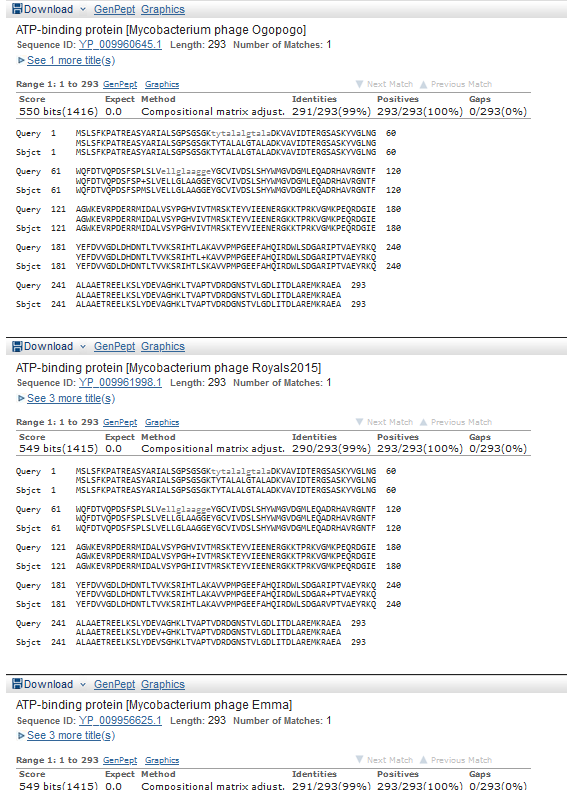 Download GenPept Graphics
ATP-binding protein [Mycobacterium phage Ogopogo]
Sequence ID: YP_009960645.1 Length: 293 Number of Matches: 1
See 1 more title(s)
Range 1: 1 to 293 GenPept Graphics Next Match Previous Match
Score Expect Method Identities Positives Gaps
550 bits(1416) 0.0 Compositional matrix adjust. 291/293(99%) 293/293(100%) 0/293(0%)
Query 1 MSLSFKPATREASYARIALSGPSGSGKtytalalgtalaDKVAVIDTERGSASKYVGLNG 60
MSLSFKPATREASYARIALSGPSGSGKTYTALALGTALADKVAVIDTERGSASKYVGLNG
Sbjct 1 MSLSFKPATREASYARIALSGPSGSGKTYTALALGTALADKVAVIDTERGSASKYVGLNG 60
Query 61 WQFDTVQPDSFSPLSLVellglaaggeYGCVIVDSLSHYWMGVDGMLEQADRHAVRGNTF 120
WQFDTVQPDSFSP+SLVELLGLAAGGEYGCVIVDSLSHYWMGVDGMLEQADRHAVRGNTF
Sbjct 61 WQFDTVQPDSFSPMSLVELLGLAAGGEYGCVIVDSLSHYWMGVDGMLEQADRHAVRGNTF 120
Query 121 AGWKEVRPDERRMIDALVSYPGHVIVTMRSKTEYVIEENERGKKTPRKVGMKPEQRDGIE 180
AGWKEVRPDERRMIDALVSYPGHVIVTMRSKTEYVIEENERGKKTPRKVGMKPEQRDGIE
Sbjct 121 AGWKEVRPDERRMIDALVSYPGHVIVTMRSKTEYVIEENERGKKTPRKVGMKPEQRDGIE 180
Query 181 YEFDVVGDLDHDNTLTVVKSRIHTLAKAVVPMPGEEFAHQIRDWLSDGARIPTVAEYRKQ 240
YEFDVVGDLDHDNTLTVVKSRIHTL+KAVVPMPGEEFAHQIRDWLSDGARIPTVAEYRKQ
Sbjct 181 YEFDVVGDLDHDNTLTVVKSRIHTLSKAVVPMPGEEFAHQIRDWLSDGARIPTVAEYRKQ 240
Query 241 ALAAETREELKSLYDEVAGHKLTVAPTVDRDGNSTVLGDLITDLAREMKRAEA 293
ALAAETREELKSLYDEVAGHKLTVAPTVDRDGNSTVLGDLITDLAREMKRAEA
Sbjct 241 ALAAETREELKSLYDEVAGHKLTVAPTVDRDGNSTVLGDLITDLAREMKRAEA 293
Download GenPept Graphics
ATP-binding protein [Mycobacterium phage Royals2015]
Sequence ID: YP_009961998.1 Length: 293 Number of Matches: 1
See 3 more title(s)
Range 1: 1 to 293 GenPept Graphics Next Match Previous Match
Score Expect Method Identities Positives Gaps
549 bits(1415) 0.0 Compositional matrix adjust. 290/293(99%) 293/293(100%) 0/293(0%)
Query 1 MSLSFKPATREASYARIALSGPSGSGKtytalalgtalaDKVAVIDTERGSASKYVGLNG 60
MSLSFKPATREASYARIALSGPSGSGKTYTALALGTALADKVAVIDTERGSASKYVGLNG
Sbjct 1 MSLSFKPATREASYARIALSGPSGSGKTYTALALGTALADKVAVIDTERGSASKYVGLNG 60
Query 61 WQFDTVQPDSFSPLSLVellglaaggeYGCVIVDSLSHYWMGVDGMLEQADRHAVRGNTF 120
WQFDTVQPDSFSPLSLVELLGLAAGGEYGCVIVDSLSHYWMGVDGMLEQADRHAVRGNTF
Sbjct 61 WQFDTVQPDSFSPLSLVELLGLAAGGEYGCVIVDSLSHYWMGVDGMLEQADRHAVRGNTF 120
Query 121 AGWKEVRPDERRMIDALVSYPGHVIVTMRSKTEYVIEENERGKKTPRKVGMKPEQRDGIE 180
AGWKEVRPDERRMIDALVSYPGH+IVTMRSKTEYVIEENERGKKTPRKVGMKPEQRDGIE
Sbjct 121 AGWKEVRPDERRMIDALVSYPGHIIVTMRSKTEYVIEENERGKKTPRKVGMKPEQRDGIE 180
Query 181 YEFDVVGDLDHDNTLTVVKSRIHTLAKAVVPMPGEEFAHQIRDWLSDGARIPTVAEYRKQ 240
YEFDVVGDLDHDNTLTVVKSRIHTLAKAVVPMPGEEFAHQIRDWLSDGAR+PTVAEYRKQ
Sbjct 181 YEFDVVGDLDHDNTLTVVKSRIHTLAKAVVPMPGEEFAHQIRDWLSDGARVPTVAEYRKQ 240
Query 241 ALAAETREELKSLYDEVAGHKLTVAPTVDRDGNSTVLGDLITDLAREMKRAEA 293
ALAAETREELKSLYDEV+GHKLTVAPTVDRDGNSTVLGDLITDLAREMKRAEA
Sbjct 241 ALAAETREELKSLYDEVSGHKLTVAPTVDRDGNSTVLGDLITDLAREMKRAEA 293
Download GenPept Graphics
ATP-binding protein [Mycobacterium phage Emma]
Sequence ID: YP_009956625.1 Length: 293 Number of Matches: 1
See 3 more title(s)
Range 1: 1 to 293 GenPept Graphics Next Match Previous Match
Score Expect Method Identities Positives Gaps
549 bits(1415) 0.0 Compositional matrix adjust. 291/293(99%) 293/293(100%) 0/293(0%)